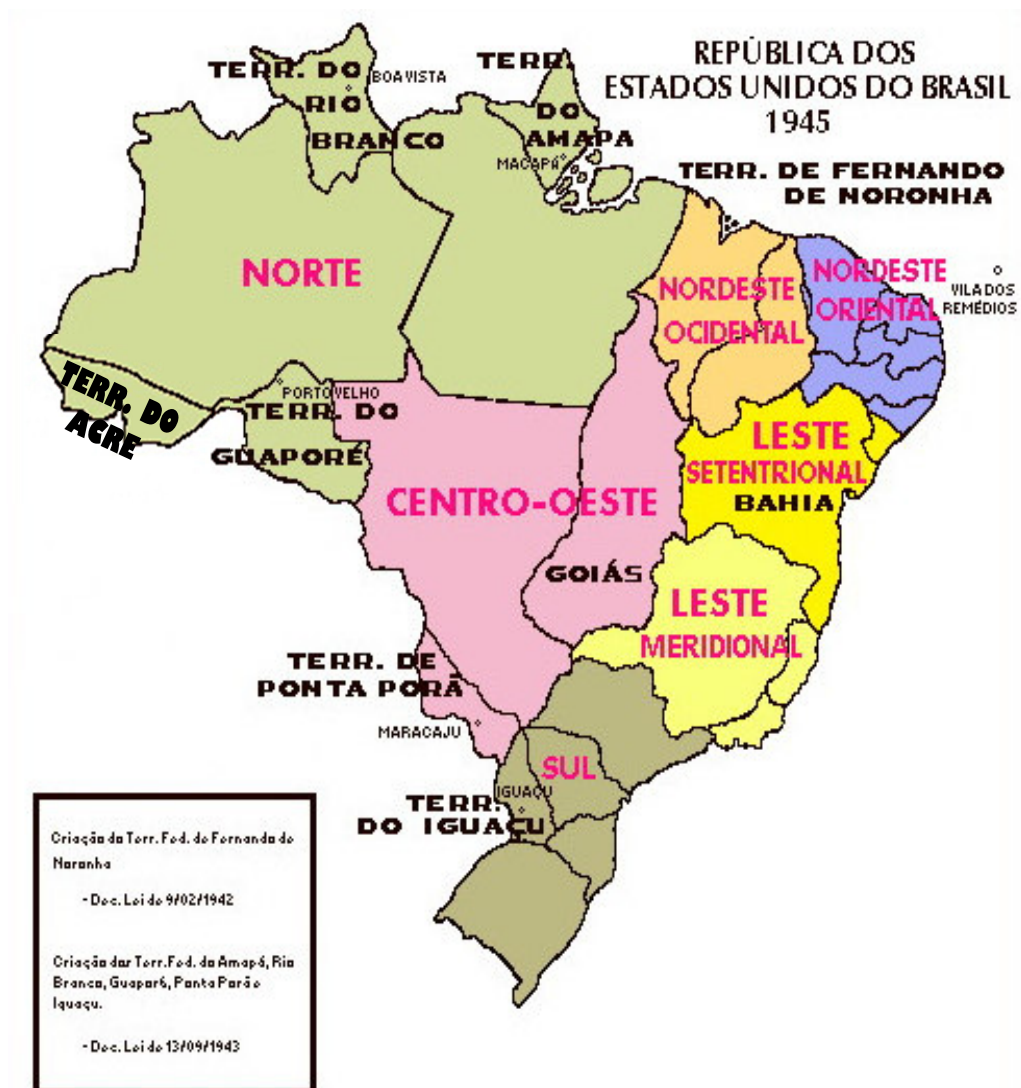 REPÚBLICA DOS
ESTADOS UNIDOS DO BRASIL
1945
TERR. DO
RIO
BRANCO
BOA VISTA
TERR.
DO
AMAPA
MACAPÁ
TERR. DE FERNANDO
DE NORONHA
NORTE
NORDESTE
OCIDENTAL
NORDESTE
ORIENTAL
VILA DOS
REMÉDIOS
TERR. DO
ACRE
PORTO VELHO
TERR. DO
GUAPORÉ
LESTE
SETENTRIONAL
BAHIA
CENTRO-OESTE
GOIÁS
LESTE
MERIDIONAL
TERR. DE
PONTA PORÃ
MARACAJU
SUL
IGUAÇU
TERR.
DO IGUAÇU
Criação do Terr. Fed. de Fernando de
Noronha
- Dec. Lei de 9/02/1942
Criação dos Terr. Fed. do Amapá, Rio
Branco, Guaporé, Ponta Porã e
Iguaçu.
- Dec. Lei de 13/09/1943